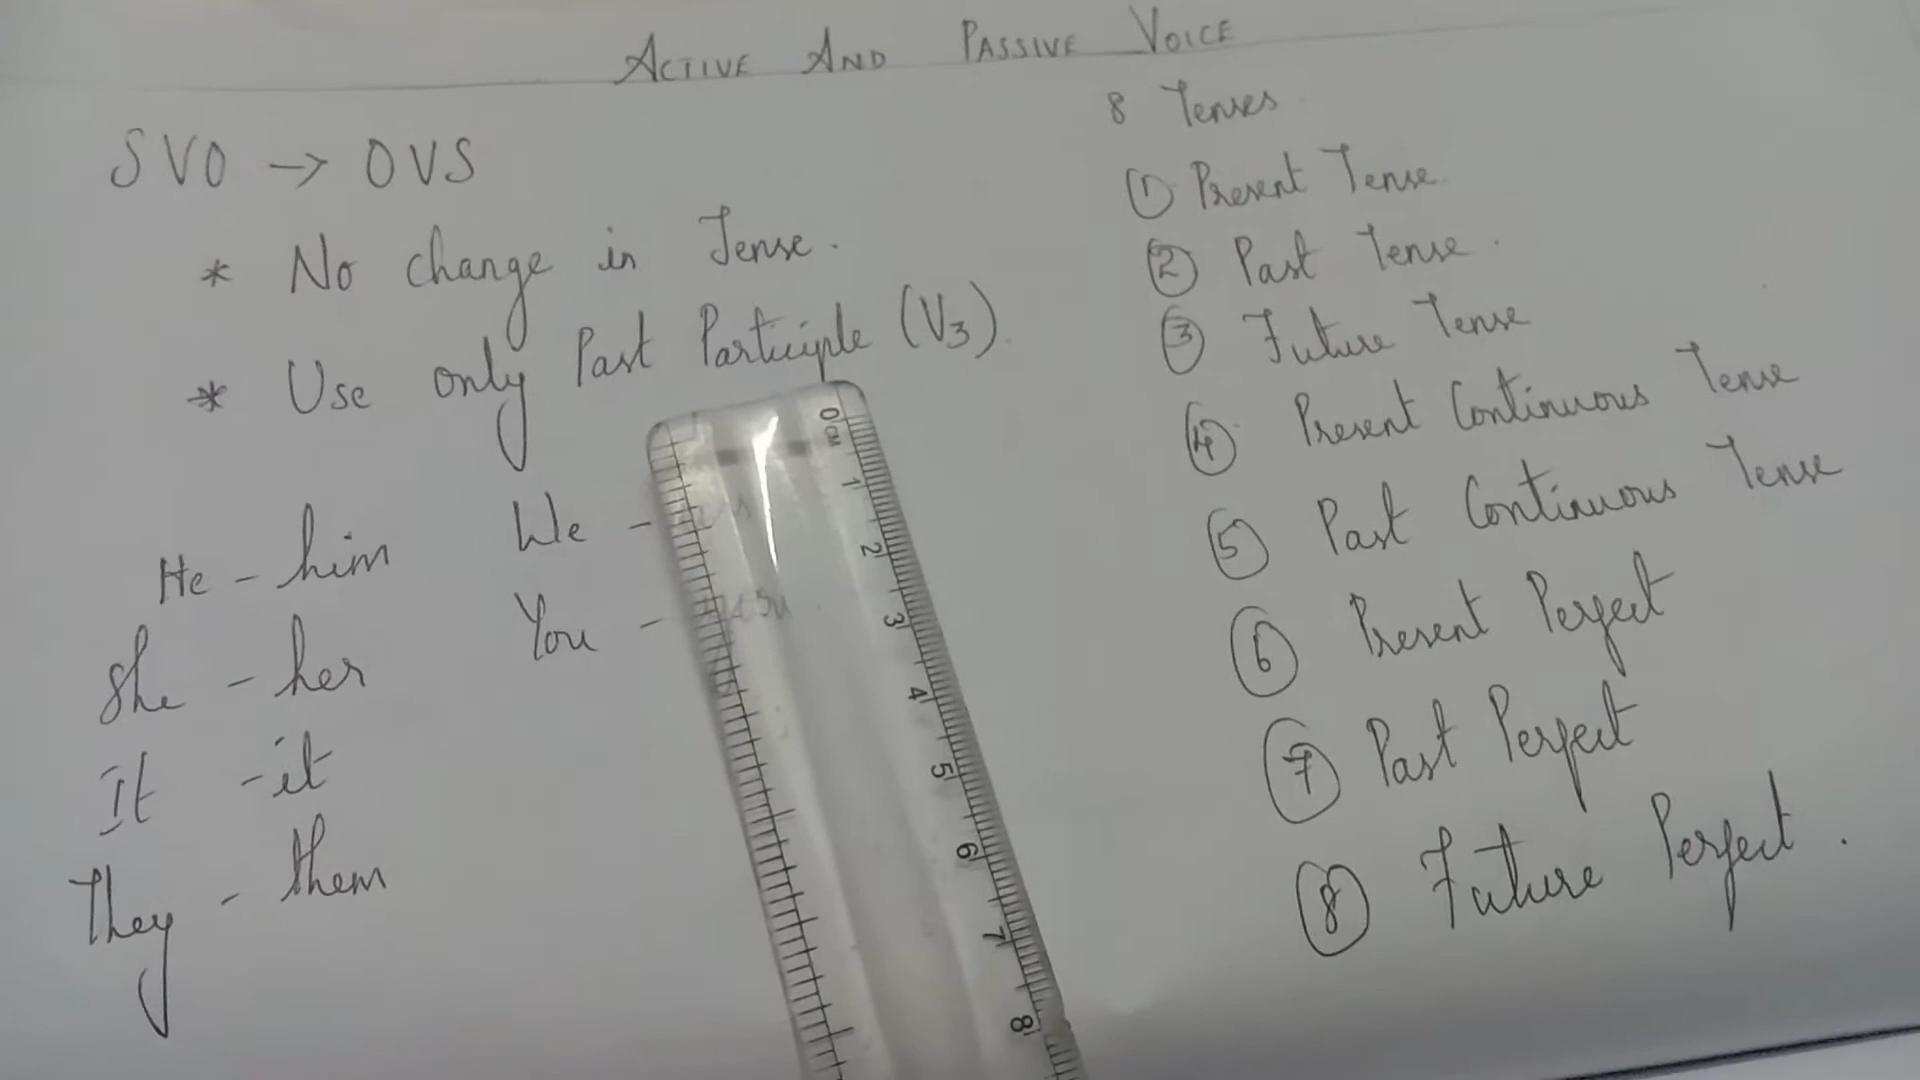 ACTIVE AND PASSIVE VOICE
SVO → OVS
* No change in Tense.
* Use only Past Participle (V3).
He - him
She - her
It - it
They - them
We -
You -
8 Tenses
① Present Tense
② Past Tense
③ Future Tense
④ Present Continuous Tense
⑤ Past Continuous Tense
⑥ Present Perfect
⑦ Past Perfect
⑧ Future Perfect.
0 CM
1
2
3
4
5
6
7
8